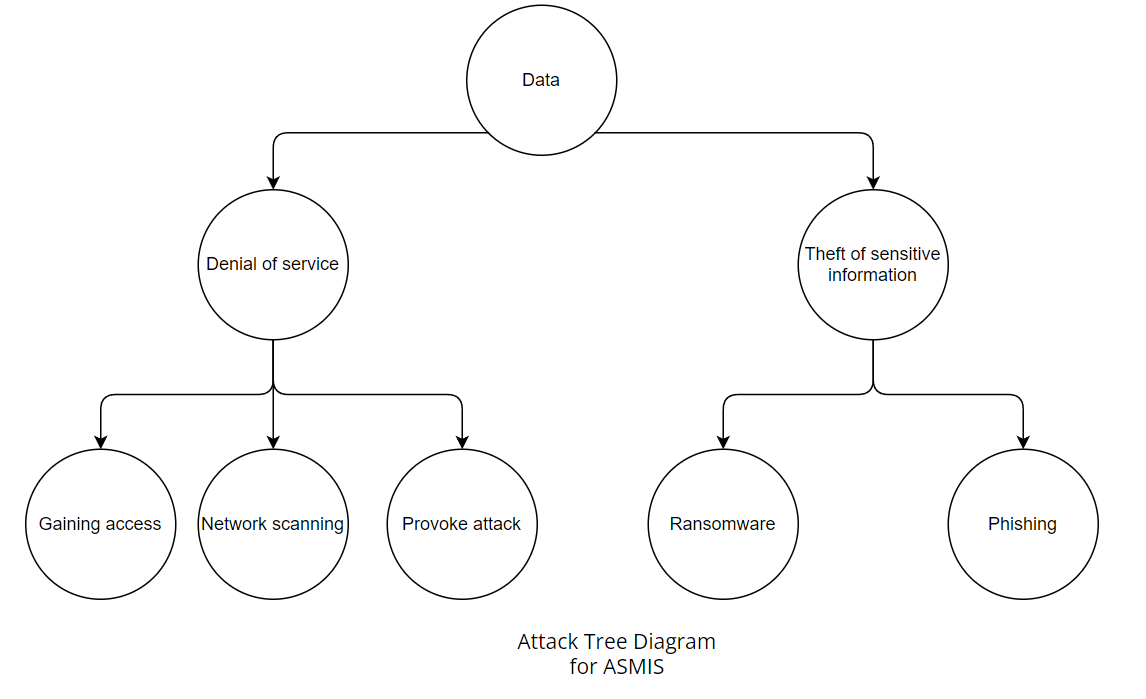 Data
Denial of service
Theft of sensitive
information
Gaining access
Network scanning
Provoke attack
Ransomware
Phishing
Attack Tree Diagram
for ASMIS